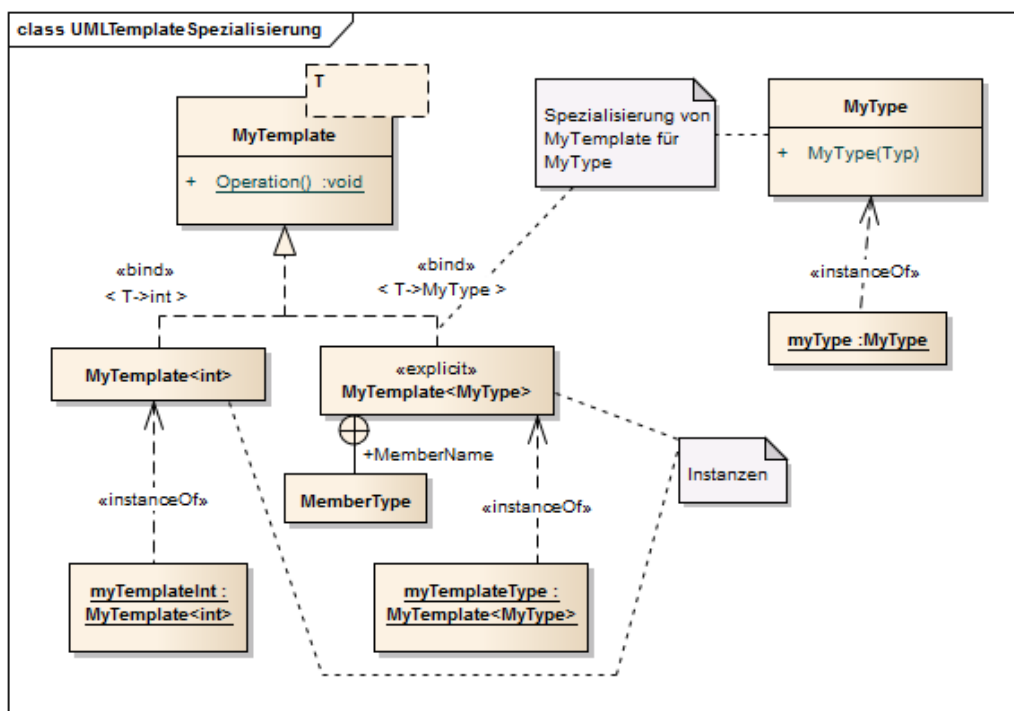 class UMLTemplateSpezialisierung
T
MyTemplate
+ Operation() :void
Spezialisierung von
MyTemplate für
MyType
MyType
+ MyType(Typ)
«bind»
< T->int >
«bind»
< T->MyType >
«instanceOf»
myType :MyType
MyTemplate<int>
«explicit»
MyTemplate<MyType>
+MemberName
MemberType
Instanzen
«instanceOf»
«instanceOf»
myTemplateInt :
MyTemplate<int>
myTemplateType :
MyTemplate<MyType>